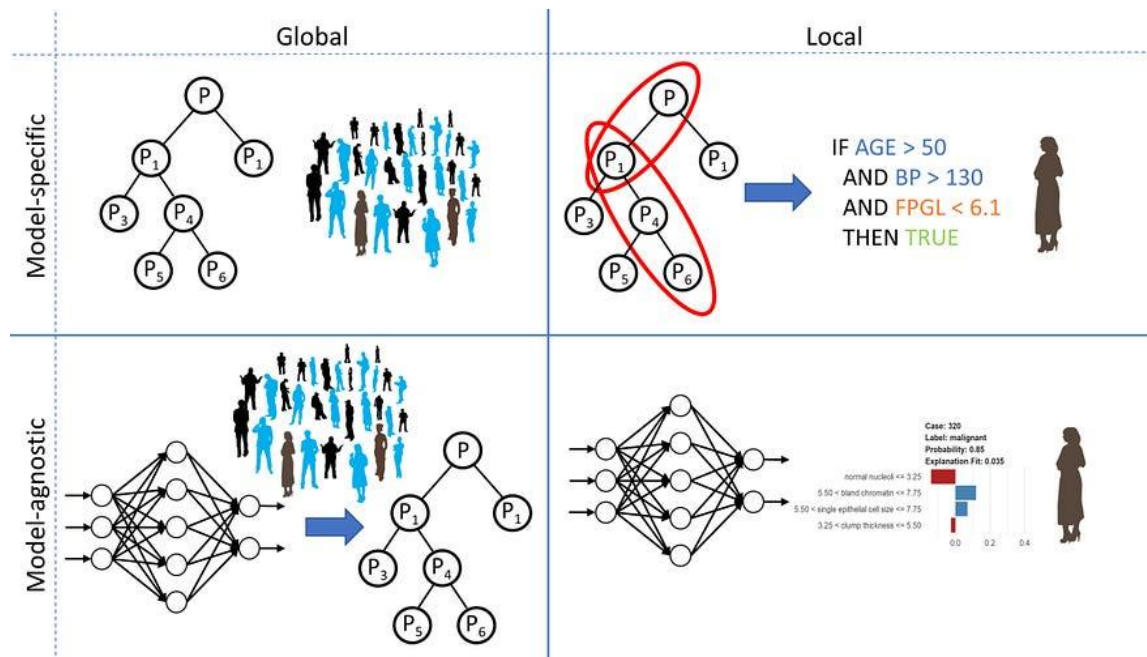 Global
Local
Model-specific
P
P₁
P₁
P₃
P₄
P₅
P₆
P
P₁
P₁
P₃
P₄
P₅
P₆
IF AGE > 50
AND BP > 130
AND FPGL < 6.1
THEN TRUE
Model-agnostic
P
P₁
P₁
P₃
P₄
P₅
P₆
Case: 320
Label: malignant
Probability: 0.85
Explanation Fit: 0.035
normal nucleoli <= 3.25
5.50 < bland chromatin <= 7.75
5.50 < single epithelial cell size <= 7.75
3.25 < clump thickness <= 5.50
0.0 0.2 0.4